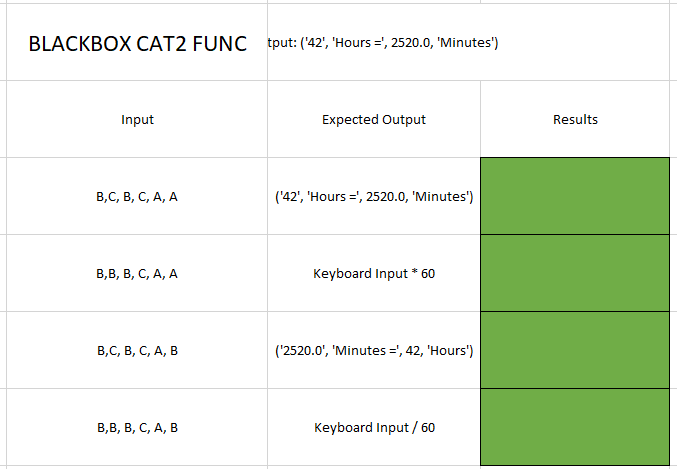 BLACKBOX CAT2 FUNC tput: ('42', 'Hours =', 2520.0, 'Minutes')
Input Expected Output Results
B,C, B, C, A, A ('42', 'Hours =', 2520.0, 'Minutes')
B,B, B, C, A, A Keyboard Input * 60
B,C, B, C, A, B ('2520.0', 'Minutes =', 42, 'Hours')
B,B, B, C, A, B Keyboard Input / 60